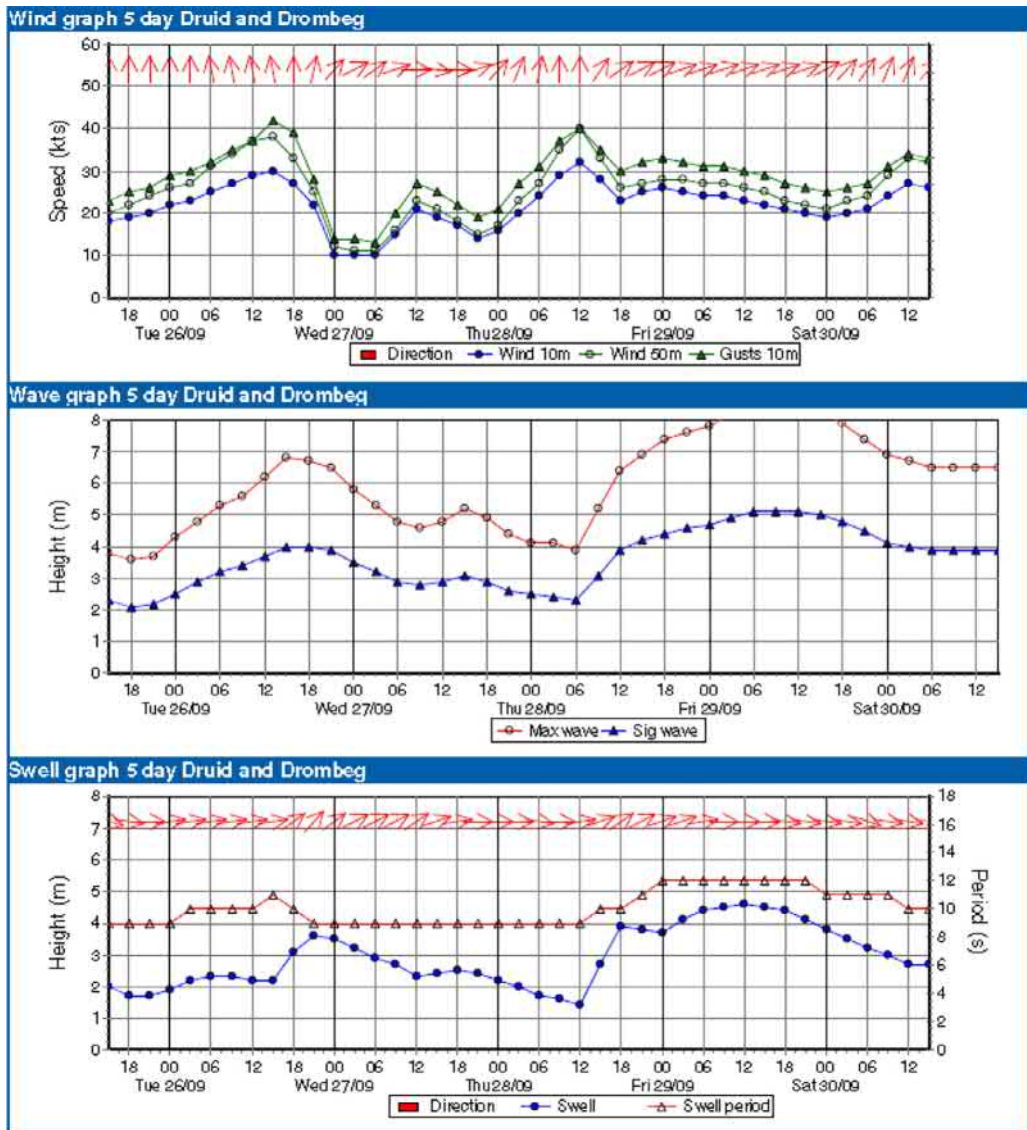 Wind graph 5 day Druid and Drombeg
60
50
40
30
20
10
0
Speed (kts)
18 00 06 12 18 00 06 12 18 00 06 12 18 00 06 12 18 00 06 12
Tue 26/09 Wed 27/09 Thu 28/09 Fri 29/09 Sat 30/09
Direction Wind 10m Wind 50m Gusts 10m
Wave graph 5 day Druid and Drombeg
8
7
6
5
4
3
2
1
0
Height (m)
18 00 06 12 18 00 06 12 18 00 06 12 18 00 06 12 18 00 06 12
Tue 26/09 Wed 27/09 Thu 28/09 Fri 29/09 Sat 30/09
Max wave Sig wave
Swell graph 5 day Druid and Drombeg
8 18
7 16
6 14
5 12
4 10
3 8
2 6
1 4
0 2
0
Height (m)
Period (s)
18 00 06 12 18 00 06 12 18 00 06 12 18 00 06 12 18 00 06 12
Tue 26/09 Wed 27/09 Thu 28/09 Fri 29/09 Sat 30/09
Direction Swell Swell period